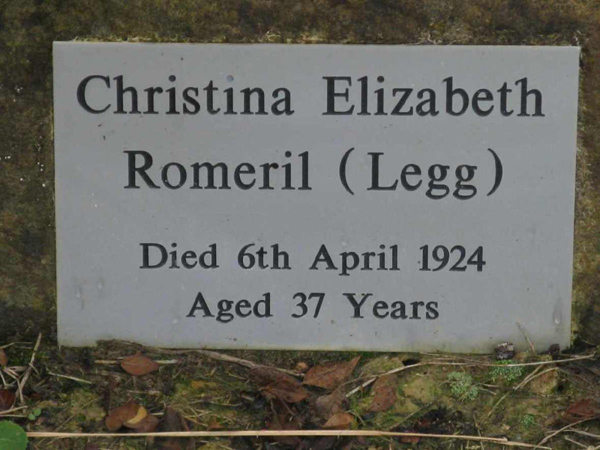 Christina Elizabeth
Romeril (Legg)
Died 6th April 1924
Aged 37 Years